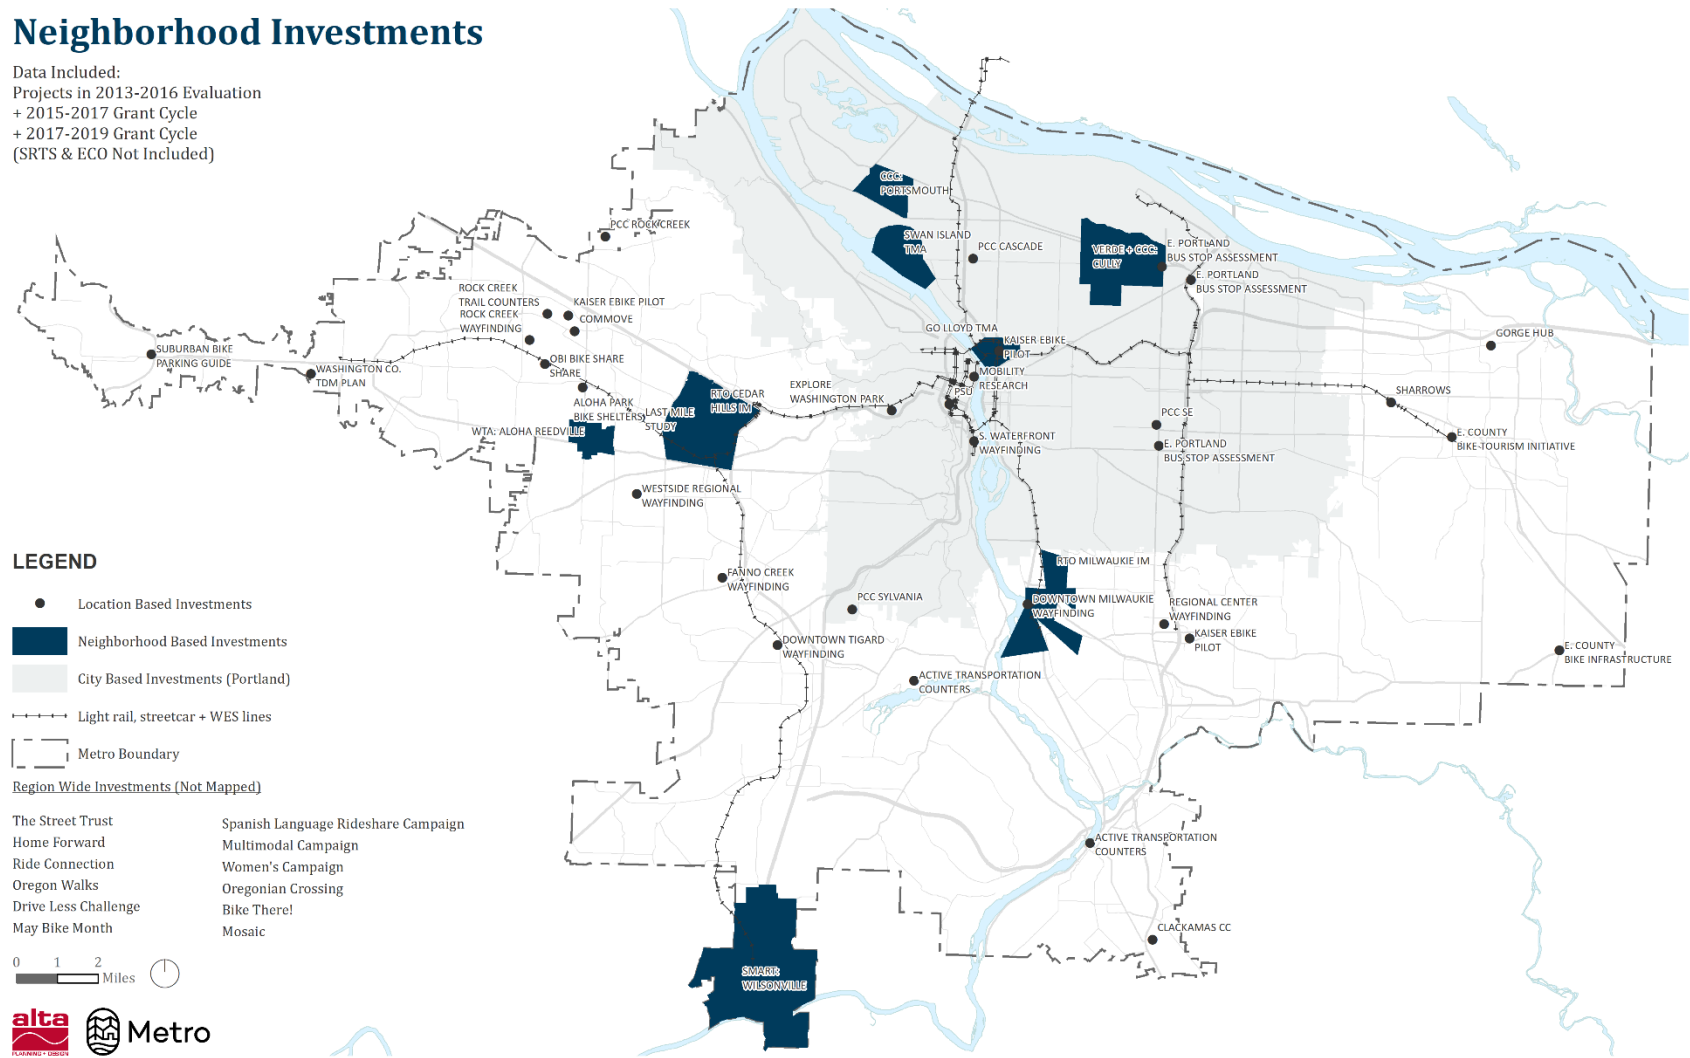 Neighborhood Investments
Data Included:
Projects in 2013-2016 Evaluation
+ 2015-2017 Grant Cycle
+ 2017-2019 Grant Cycle
(SRTS & ECO Not Included)
CCC:
PORTSMOUTH
SWAN ISLAND
TMA
PCC CASCADE
VERDE + CCC:
CULLY
E. PORTLAND
BUS STOP ASSESSMENT
E. PORTLAND
BUS STOP ASSESSMENT
PCC ROCK CREEK
ROCK CREEK
TRAIL COUNTERS
ROCK CREEK
WAYFINDING
KAISER EBIKE PILOT
COMMOVE
OBI BIKE SHARE
SHARE
SUBURBAN BIKE
PARKING GUIDE
WASHINGTON CO.
TDM PLAN
ALOHA PARK
BIKE SHELTERS
WTA: ALOHA REEDVILLE
LAST MILE
STUDY
RTO CEDAR
HILLS IM
EXPLORE
WASHINGTON PARK
GO LLOYD TMA
KAISER EBIKE
PILOT
MOBILITY
RESEARCH
PSU
S. WATERFRONT
WAYFINDING
GORGE HUB
SHARROWS
E. COUNTY
BIKE TOURISM INITIATIVE
PCC SE
E. PORTLAND
BUS STOP ASSESSMENT
WESTSIDE REGIONAL
WAYFINDING
FANNO CREEK
WAYFINDING
PCC SYLVANIA
DOWNTOWN TIGARD
WAYFINDING
RTO MILWAUKIE IM
DOWNTOWN MILWAUKIE
WAYFINDING
REGIONAL CENTER
WAYFINDING
KAISER EBIKE
PILOT
E. COUNTY
BIKE INFRASTRUCTURE
ACTIVE TRANSPORTATION
COUNTERS
ACTIVE TRANSPORTATION
COUNTERS
CLACKAMAS CC
SMART:
WILSONVILLE
LEGEND
Location Based Investments
Neighborhood Based Investments
City Based Investments (Portland)
Light rail, streetcar + WES lines
Metro Boundary
Region Wide Investments (Not Mapped)
The Street Trust
Home Forward
Ride Connection
Oregon Walks
Drive Less Challenge
May Bike Month
Spanish Language Rideshare Campaign
Multimodal Campaign
Women's Campaign
Oregonian Crossing
Bike There!
Mosaic
0 1 2
Miles
alta
PLANNING + DESIGN
Metro